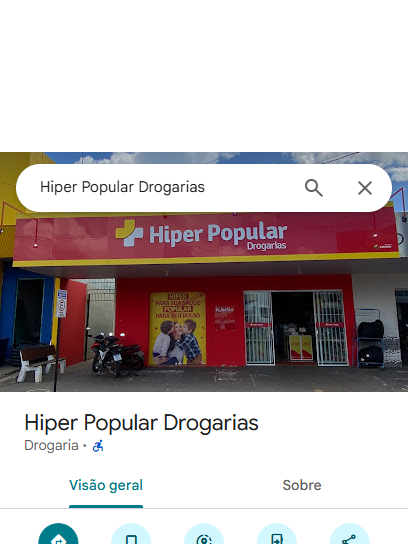 Hiper Popular Drogarias
Hiper Popular
Drogarias
HIPER
PARA SUA SAÚDE
POPULAR
PARA SEU BOLSO
PLANTÃO
Hiper Popular Drogarias
Drogaria •
Visão geral
Sobre